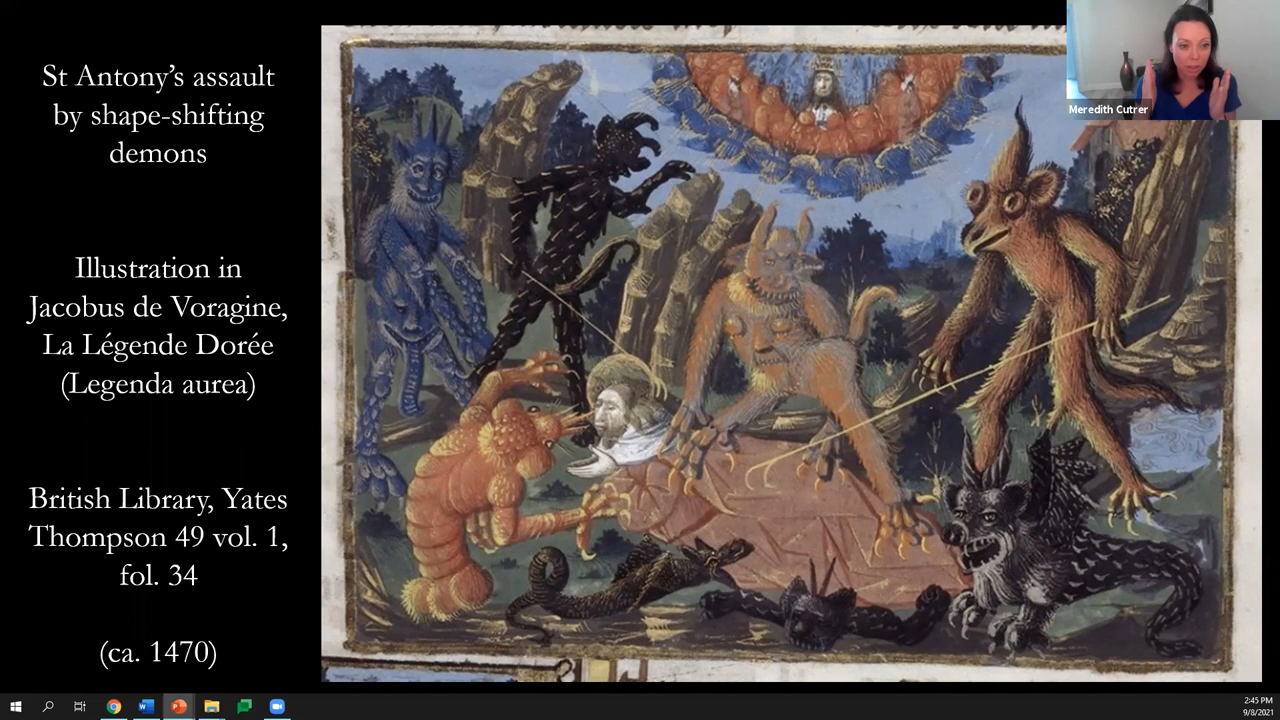 St Antony’s assault
by shape-shifting
demons
Illustration in
Jacobus de Voragine,
La Légende Dorée
(Legenda aurea)
British Library, Yates
Thompson 49 vol. 1,
fol. 34
(ca. 1470)
Meredith Cutrer
2:45 PM
9/8/2021